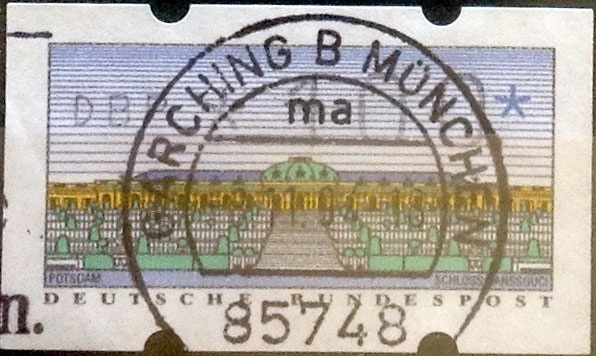 GARCHING B MÜNCHEN
ma
DBP
POTSDAM
SCHLOSS SANSSOUCI
DEUTSCHE BUNDESPOST
85748
n.